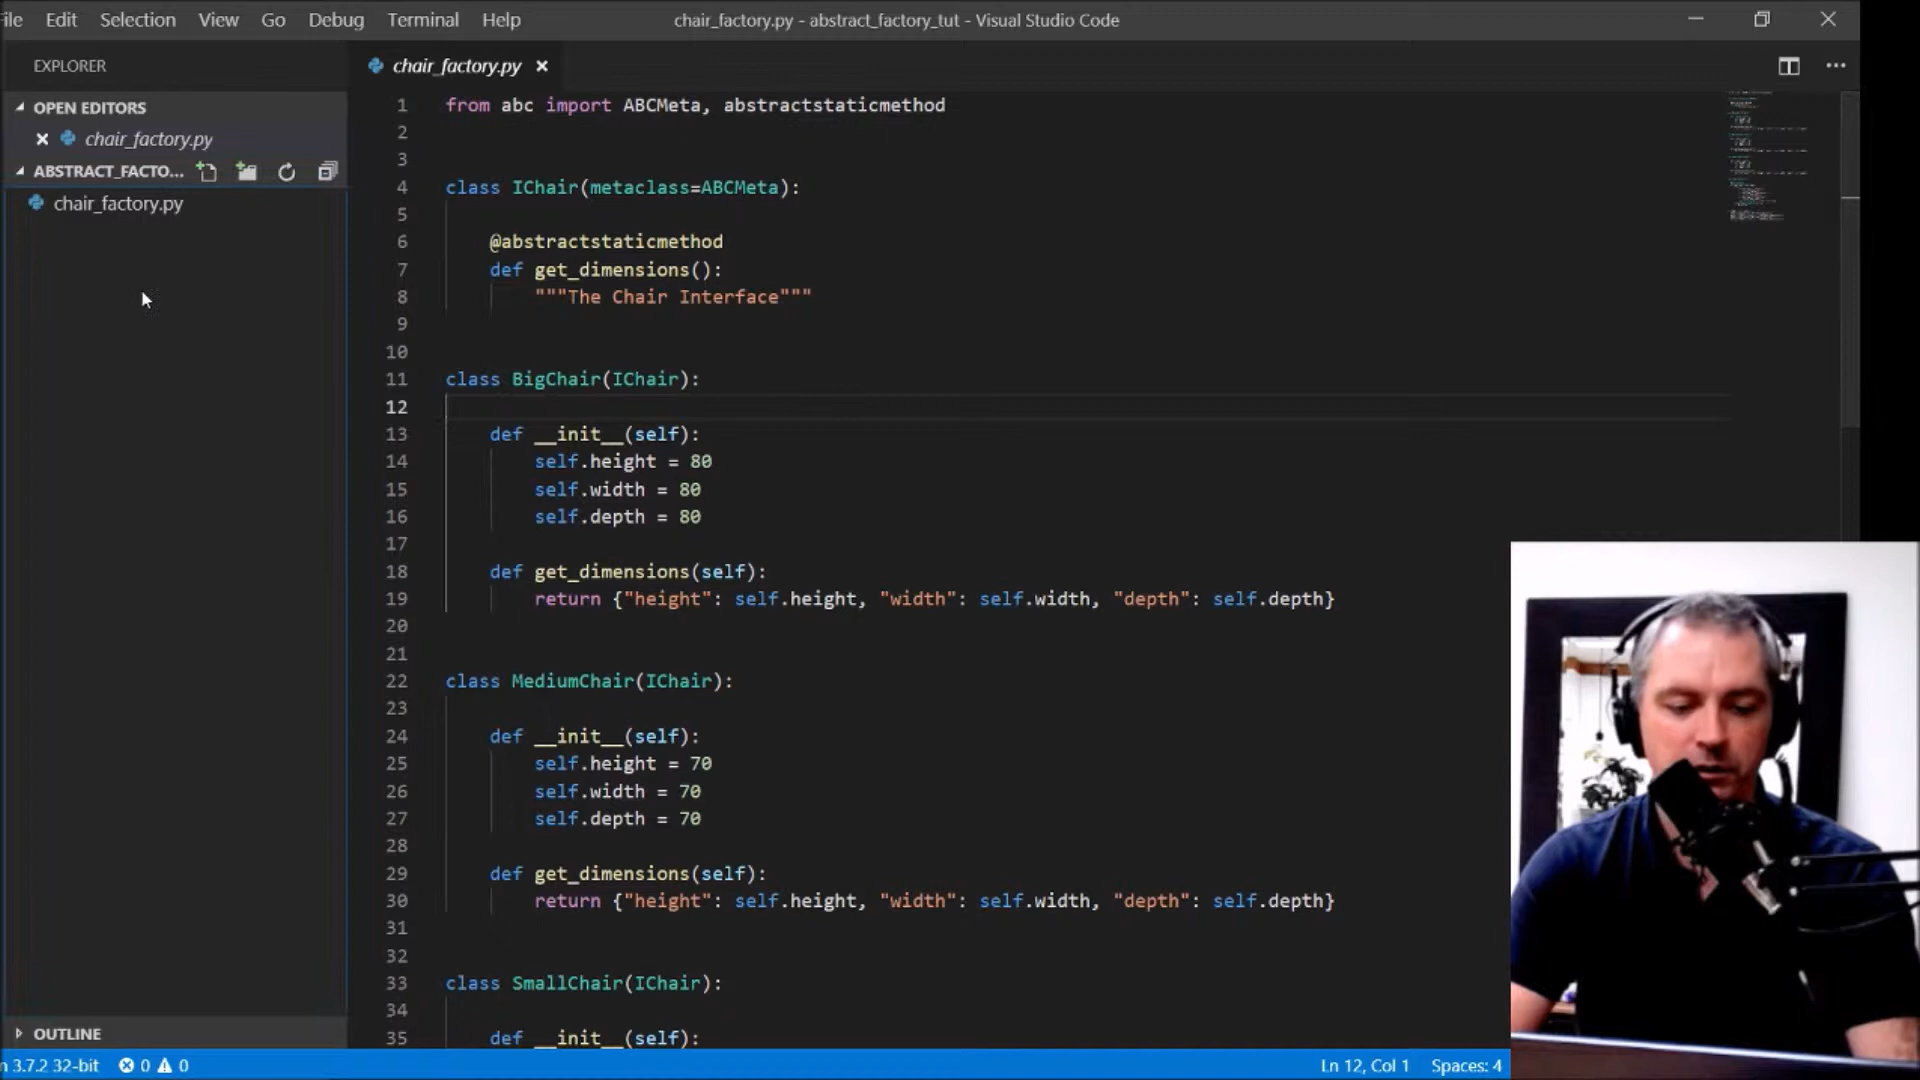 ile Edit Selection View Go Debug Terminal Help
chair_factory.py - abstract_factory_tut - Visual Studio Code
EXPLORER
OPEN EDITORS
chair_factory.py
ABSTRACT_FACTO...
chair_factory.py
OUTLINE
chair_factory.py
1 from abc import ABCMeta, abstractstaticmethod
2
3
4 class IChair(metaclass=ABCMeta):
5
6 @abstractstaticmethod
7 def get_dimensions():
8 """The Chair Interface"""
9
10
11 class BigChair(IChair):
12
13 def __init__(self):
14 self.height = 80
15 self.width = 80
16 self.depth = 80
17
18 def get_dimensions(self):
19 return {"height": self.height, "width": self.width, "depth": self.depth}
20
21
22 class MediumChair(IChair):
23
24 def __init__(self):
25 self.height = 70
26 self.width = 70
27 self.depth = 70
28
29 def get_dimensions(self):
30 return {"height": self.height, "width": self.width, "depth": self.depth}
31
32
33 class SmallChair(IChair):
34
35 def __init__(self):
n 3.7.2 32-bit 0 0 Ln 12, Col 1 Spaces: 4